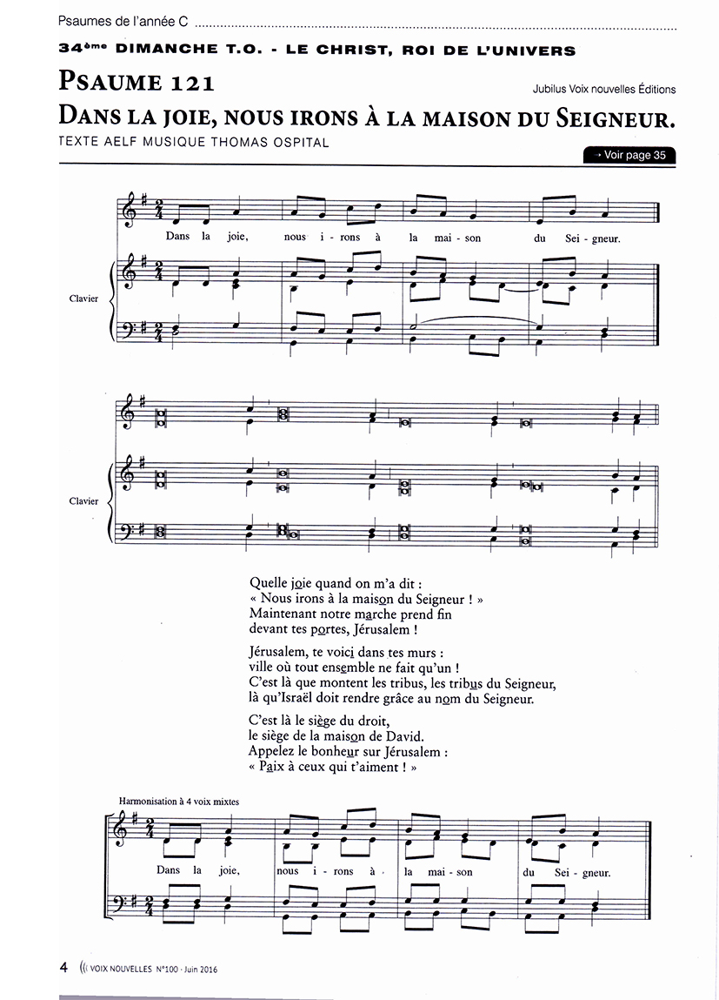 Psaumes de l'année C
34ème DIMANCHE T.O. - LE CHRIST, ROI DE L'UNIVERS
PSAUME 121
Jubilus Voix nouvelles Éditions
DANS LA JOIE, NOUS IRONS À LA MAISON DU SEIGNEUR.
TEXTE AELF MUSIQUE THOMAS OSPITAL
→ Voir page 35
Dans la joie, nous i - rons à la mai - son du Sei - gneur.
Clavier
Clavier
Quelle joie quand on m'a dit :
« Nous irons à la maison du Seigneur ! »
Maintenant notre marche prend fin
devant tes portes, Jérusalem !
Jérusalem, te voici dans tes murs :
ville où tout ensemble ne fait qu'un !
C'est là que montent les tribus, les tribus du Seigneur,
là qu'Israël doit rendre grâce au nom du Seigneur.
C'est là le siège du droit,
le siège de la maison de David.
Appelez le bonheur sur Jérusalem :
« Paix à ceux qui t'aiment ! »
Harmonisation à 4 voix mixtes
Dans la joie, nous i - rons à la mai - son du Sei - gneur.
4 VOIX NOUVELLES N°100 - Juin 2016